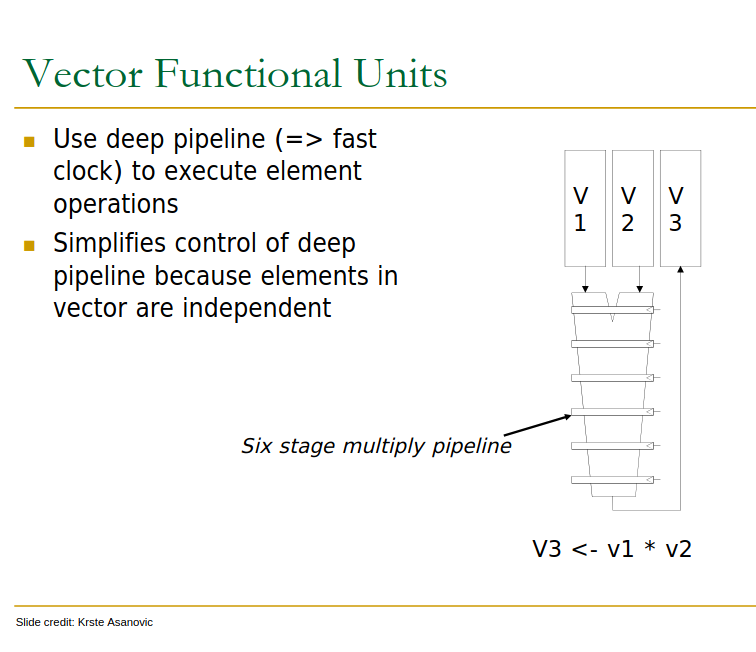 Vector Functional Units
Use deep pipeline (=> fast
clock) to execute element
operations
Simplifies control of deep
pipeline because elements in
vector are independent
V
1
V
2
V
3
Six stage multiply pipeline
V3 <- v1 * v2
Slide credit: Krste Asanovic